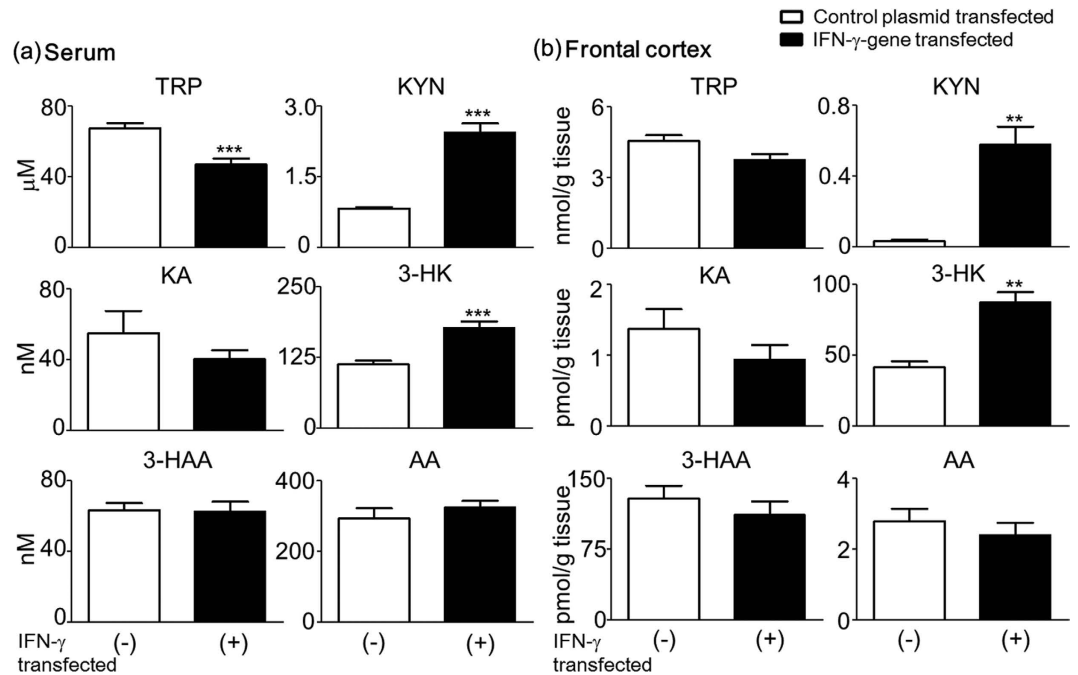 Control plasmid transfected
IFN-γ-gene transfected
(a) Serum
(b) Frontal cortex
TRP
KYN
TRP
KYN
80
40
0
μM
***
3.0
1.5
0
***
6
4
2
0
nmol/g tissue
0.8
0.4
0
**
KA
3-HK
KA
3-HK
80
40
0
nM
250
125
0
***
2
1
0
pmol/g tissue
100
50
0
**
3-HAA
AA
3-HAA
AA
80
40
0
nM
400
200
0
150
75
0
pmol/g tissue
4
2
0
IFN-γ (-) (+) (-) (+) IFN-γ (-) (+) (-) (+)
transfected transfected